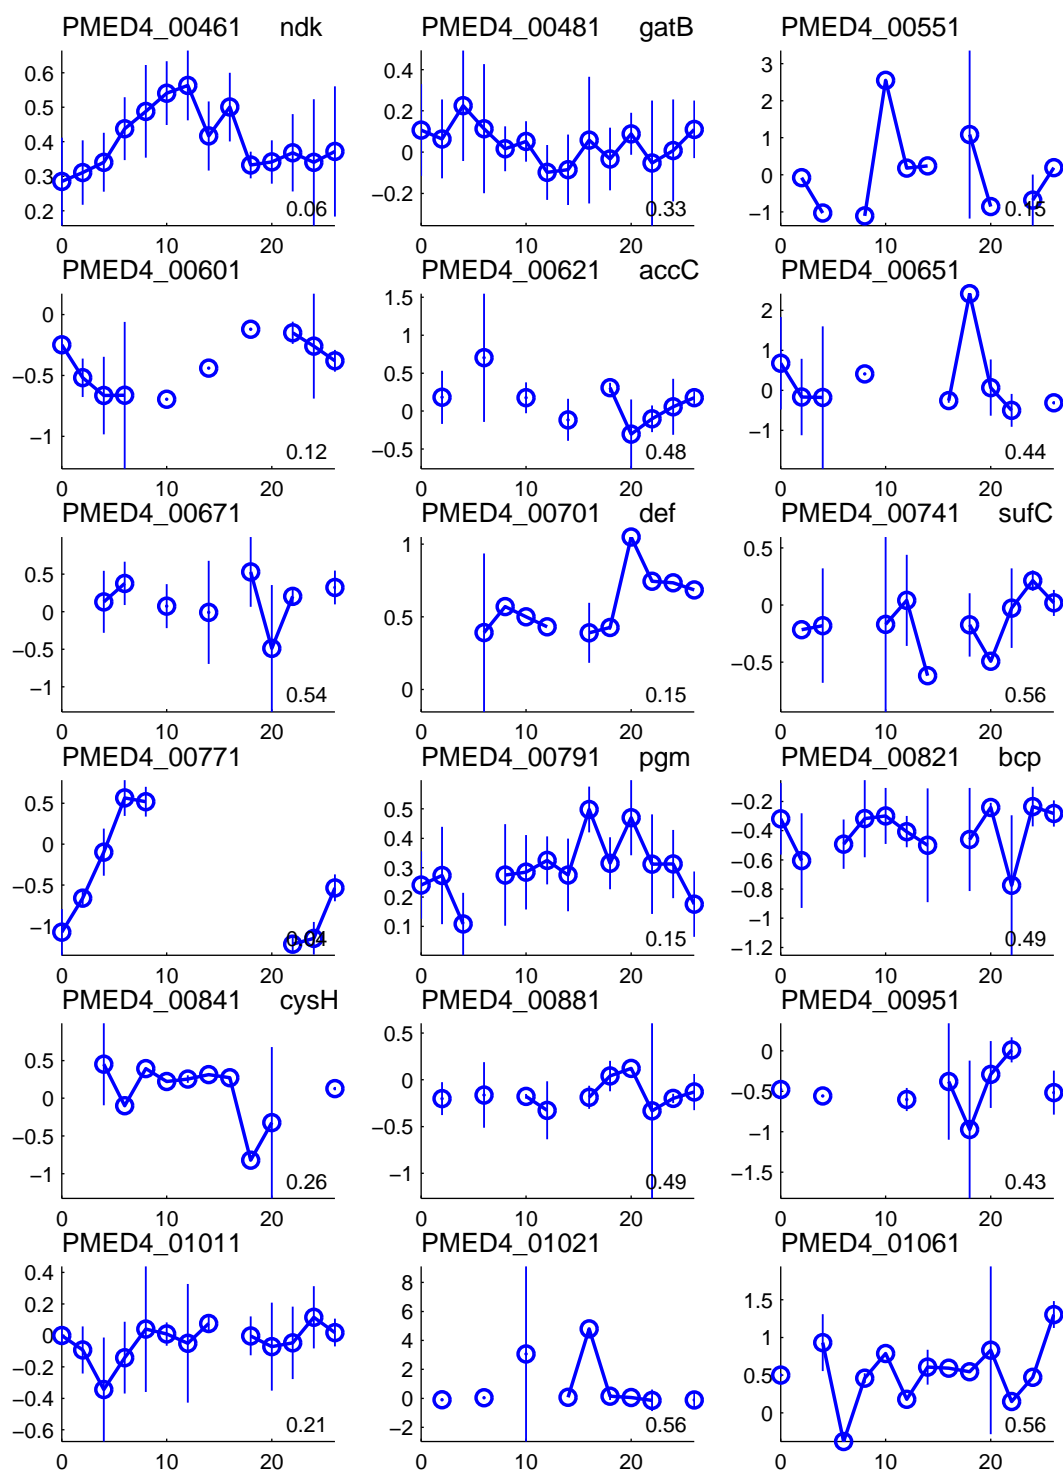 PMED4_00461 ndk
0.6
0.5
0.4
0.3
0.2
0.06
0 10 20
PMED4_00481 gatB
0.4
0.2
0
−0.2
0.33
0 10 20
PMED4_00551
3
2
1
0
−1
0.15
0 10 20
PMED4_00601
0
−0.5
−1
0.12
0 10 20
PMED4_00621 accC
1.5
1
0.5
0
−0.5
0.48
0 10 20
PMED4_00651
2
1
0
−1
0.44
0 10 20
PMED4_00671
0.5
0
−0.5
−1
0.54
0 10 20
PMED4_00701 def
1
0.5
0
0.15
0 10 20
PMED4_00741 sufC
0.5
0
−0.5
0.56
0 10 20
PMED4_00771
0.5
0
−0.5
−1
0.04
0 10 20
PMED4_00791 pgm
0.5
0.4
0.3
0.2
0.1
0.15
0 10 20
PMED4_00821 bcp
−0.2
−0.4
−0.6
−0.8
−1
−1.2
0.49
0 10 20
PMED4_00841 cysH
0.5
0
−0.5
−1
0.26
0 10 20
PMED4_00881
0.5
0
−0.5
−1
0.49
0 10 20
PMED4_00951
0
−0.5
−1
−1.5
0.43
0 10 20
PMED4_01011
0.4
0.2
0
−0.2
−0.4
−0.6
0.21
0 10 20
PMED4_01021
8
6
4
2
0
−2
0.56
0 10 20
PMED4_01061
1.5
1
0.5
0
0.56
0 10 20